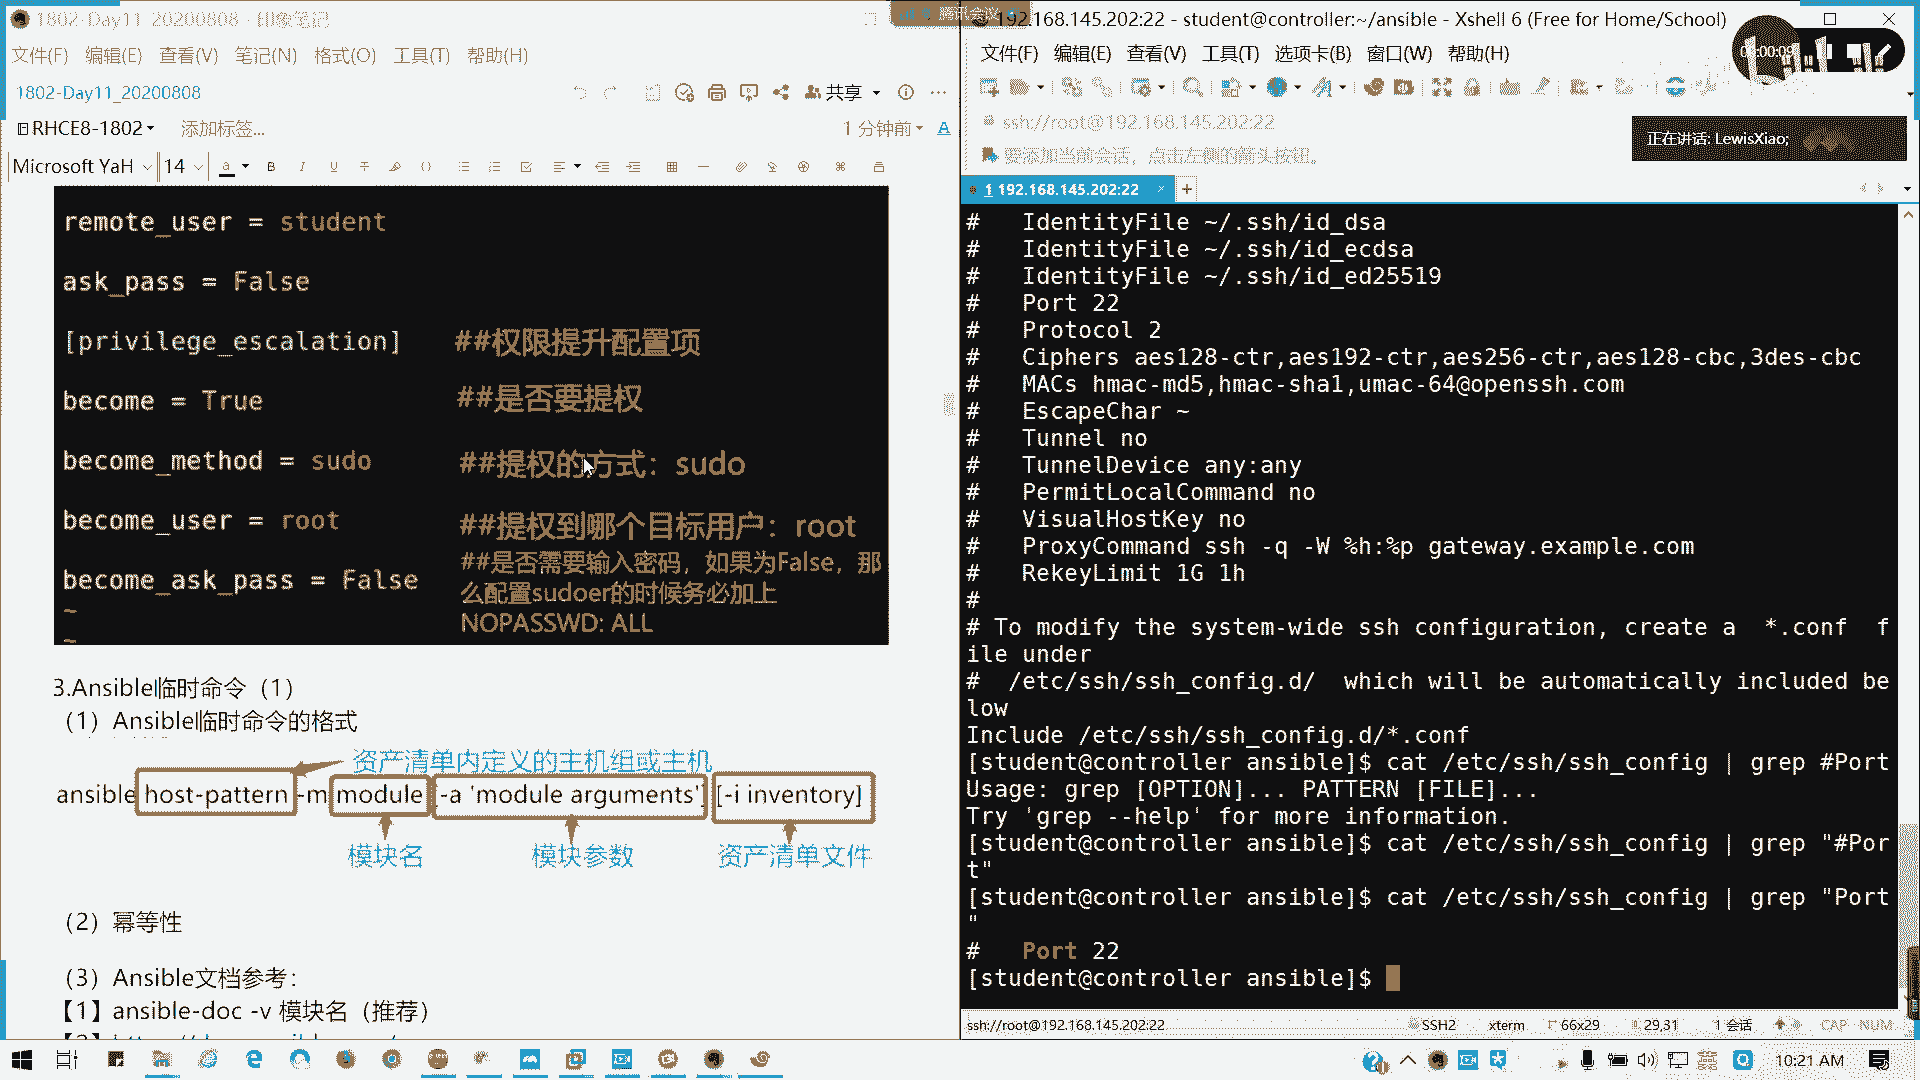 1802-Day11_20200808 - 印象笔记
文件(F) 编辑(E) 查看(V) 笔记(N) 格式(O) 工具(T) 帮助(H)
1802-Day11_20200808
共享
RHCE8-1802
添加标签...
1 分钟前
Microsoft YaH
14
remote_user = student
ask_pass = False
[privilege_escalation] ##权限提升配置项
become = True ##是否要提权
become_method = sudo ##提权的方式：sudo
become_user = root ##提权到哪个目标用户：root
##是否需要输入密码，如果为False，那
become_ask_pass = False 么配置sudoer的时候务必加上
NOPASSWD: ALL
~
~
3.Ansible临时命令（1）
（1）Ansible临时命令的格式
资产清单内定义的主机组或主机
ansible host-pattern -m module [-a 'module arguments'] [-i inventory]
模块名 模块参数 资产清单文件
（2）幂等性
（3）Ansible文档参考：
【1】ansible-doc -v 模块名（推荐）
腾讯会议
192.168.145.202:22 - student@controller:~/ansible - Xshell 6 (Free for Home/School)
文件(F) 编辑(E) 查看(V) 工具(T) 选项卡(B) 窗口(W) 帮助(H)
ssh://root@192.168.145.202:22
要添加当前会话，点击左侧的箭头按钮。
正在讲话: LewisXiao;
1 192.168.145.202:22
#   IdentityFile ~/.ssh/id_dsa
#   IdentityFile ~/.ssh/id_ecdsa
#   IdentityFile ~/.ssh/id_ed25519
#   Port 22
#   Protocol 2
#   Ciphers aes128-ctr,aes192-ctr,aes256-ctr,aes128-cbc,3des-cbc
#   MACs hmac-md5,hmac-sha1,umac-64@openssh.com
#   EscapeChar ~
#   Tunnel no
#   TunnelDevice any:any
#   PermitLocalCommand no
#   VisualHostKey no
#   ProxyCommand ssh -q -W %h:%p gateway.example.com
#   RekeyLimit 1G 1h
#
# To modify the system-wide ssh configuration, create a  *.conf  f
ile under
#  /etc/ssh/ssh_config.d/  which will be automatically included be
low
Include /etc/ssh/ssh_config.d/*.conf
[student@controller ansible]$ cat /etc/ssh/ssh_config | grep #Port
Usage: grep [OPTION]... PATTERN [FILE]...
Try 'grep --help' for more information.
[student@controller ansible]$ cat /etc/ssh/ssh_config | grep "#Por
t"
[student@controller ansible]$ cat /etc/ssh/ssh_config | grep "Port
"
#   Port 22
[student@controller ansible]$
ssh://root@192.168.145.202:22 SSH2 xterm 66x29 29,31 1 会话 CAP NUM
10:21 AM